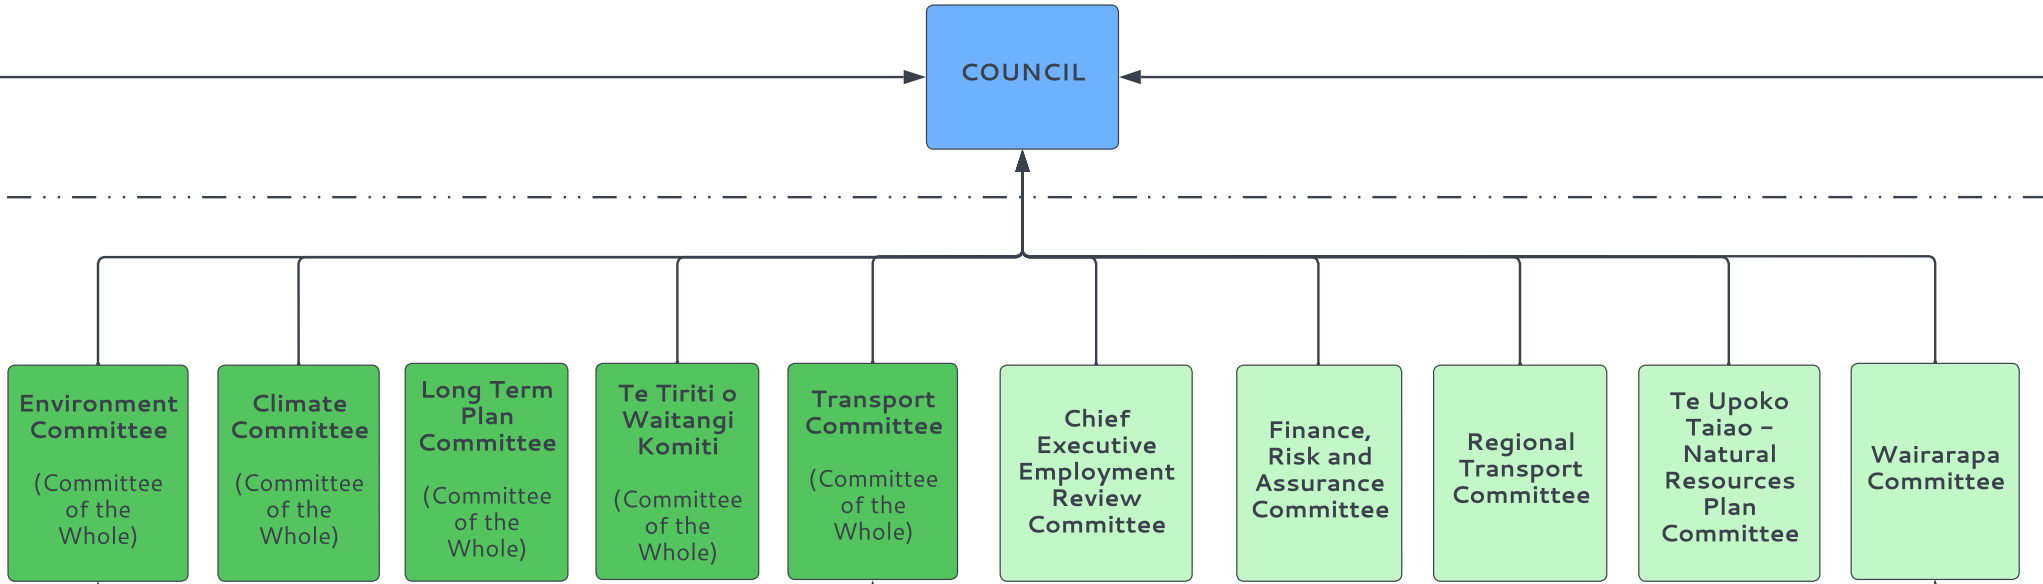 COUNCIL
Environment
Committee
(Committee
of the
Whole)
Climate
Committee
(Committee
of the
Whole)
Long Term
Plan
Committee
(Committee
of the
Whole)
Te Tiriti o
Waitangi
Komiti
(Committee
of the
Whole)
Transport
Committee
(Committee
of the
Whole)
Chief
Executive
Employment
Review
Committee
Finance,
Risk and
Assurance
Committee
Regional
Transport
Committee
Te Upoko
Taiao -
Natural
Resources
Plan
Committee
Wairarapa
Committee